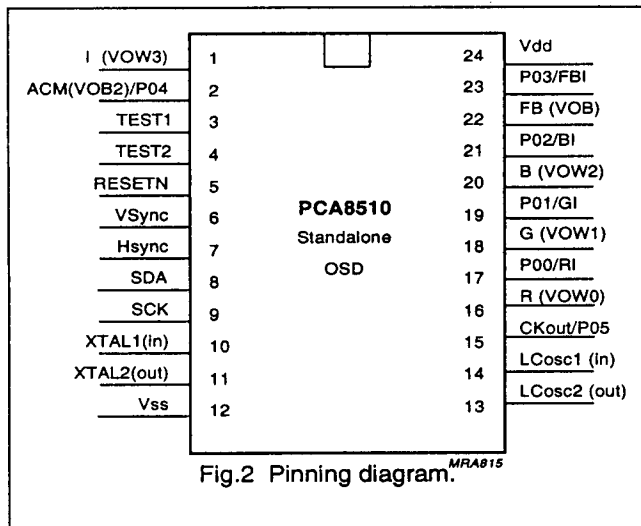 I (VOW3) 1
ACM(VOB2)/P04 2
TEST1 3
TEST2 4
RESETN 5
VSync 6
Hsync 7
SDA 8
SCK 9
XTAL1(in) 10
XTAL2(out) 11
Vss 12
PCA8510
Standalone
OSD
24 Vdd
23 P03/FBI
22 FB (VOB)
21 P02/BI
20 B (VOW2)
19 P01/GI
18 G (VOW1)
17 P00/RI
16 R (VOW0)
15 CKout/P05
14 LCosc1 (in)
13 LCosc2 (out)
MRA815
Fig.2 Pinning diagram.